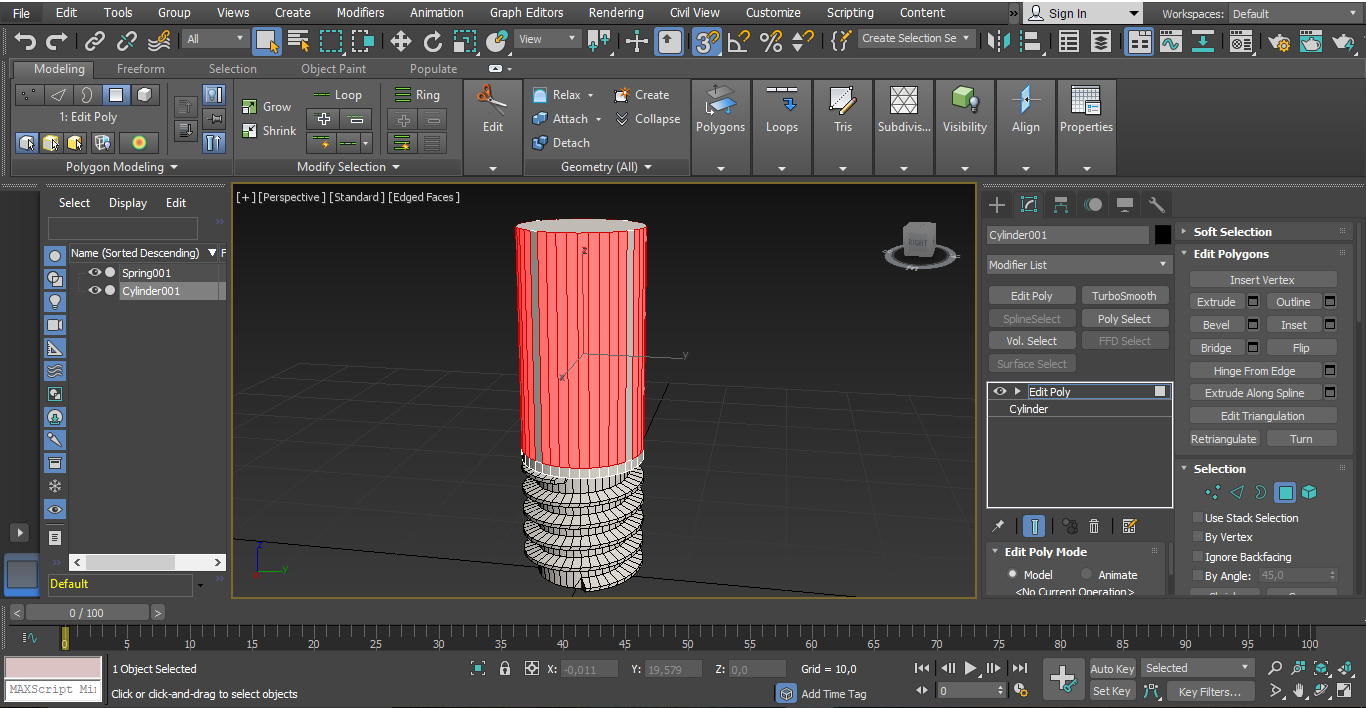 File Edit Tools Group Views Create Modifiers Animation Graph Editors Rendering Civil View Customize Scripting Content » Sign In Workspaces: Default
All View 3 Create Selection Se
Modeling Freeform Selection Object Paint Populate
1: Edit Poly
Polygon Modeling
Grow
Shrink
Loop
Ring
Modify Selection
Edit
Relax
Attach
Detach
Create
Collapse
Geometry (All)
Polygons
Loops
Tris
Subdivis...
Visibility
Align
Properties
Select Display Edit
Name (Sorted Descending) F
Spring001
Cylinder001
Default
[+] [Perspective ] [Standard ] [Edged Faces ]
RIGHT
z
y
x
z
y
Cylinder001
Modifier List
Edit Poly TurboSmooth
SplineSelect Poly Select
Vol. Select FFD Select
Surface Select
Edit Poly
Cylinder
Edit Poly Mode
Model Animate
<No Current Operation>
Soft Selection
Edit Polygons
Insert Vertex
Extrude Outline
Bevel Inset
Bridge Flip
Hinge From Edge
Extrude Along Spline
Edit Triangulation
Retriangulate Turn
Selection
Use Stack Selection
By Vertex
Ignore Backfacing
By Angle: 45,0
< 0 / 100 >
0 5 10 15 20 25 30 35 40 45 50 55 60 65 70 75 80 85 90 95 100
1 Object Selected X: -0,011 Y: 19,579 Z: 0,0 Grid = 10,0
MAXScript Mi
Click or click-and-drag to select objects
Add Time Tag
0
Auto Key Selected
Set Key Key Filters...